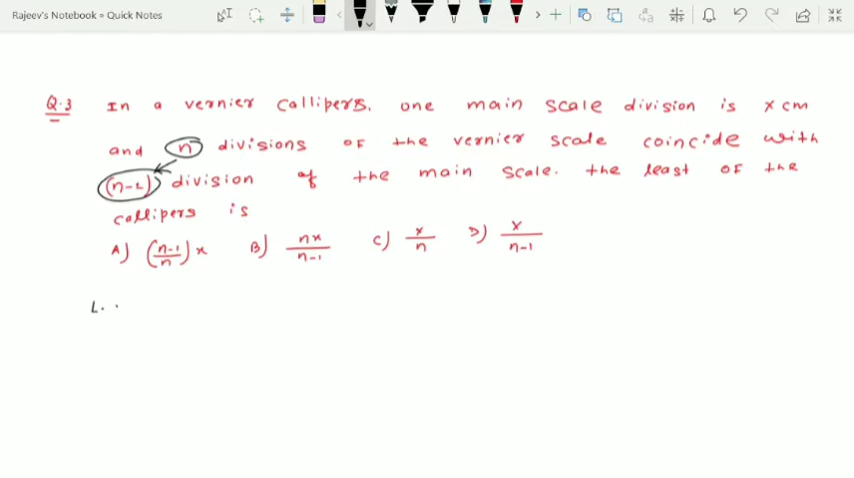 Rajeev's Notebook » Quick Notes
Q.3 In a vernier callipers, one main scale division is x cm
and n divisions of the vernier scale coincide with
(n-1) division of the main scale. the least of the
callipers is
A) (n-1/n) x B) nx/n-1 C) x/n D) x/n-1
L.